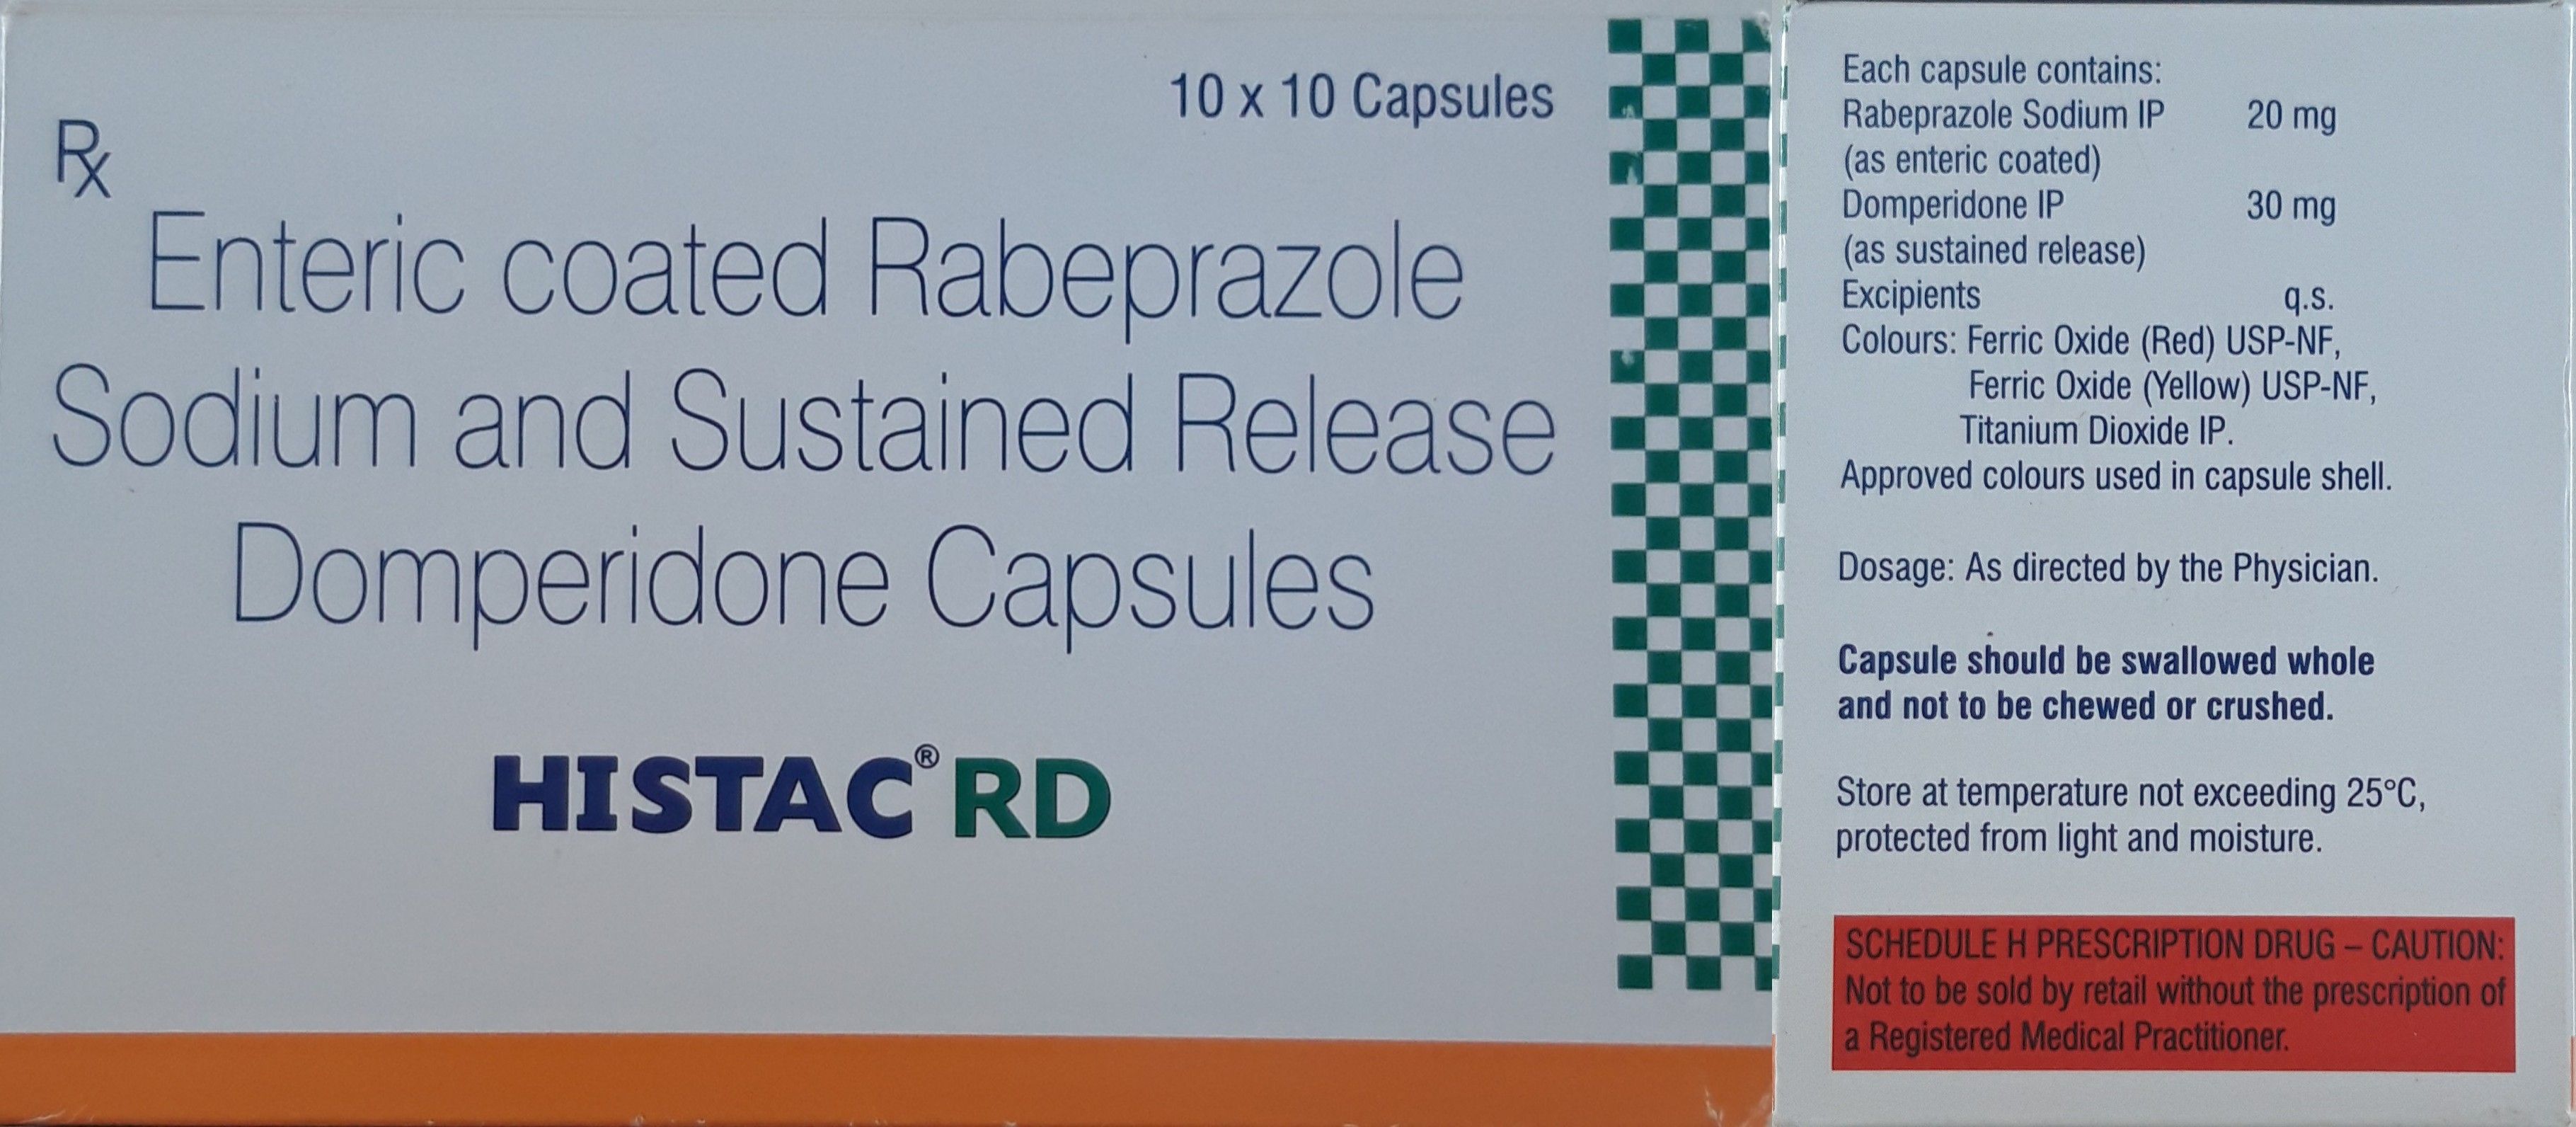 10 x 10 Capsules
Rx
Enteric coated Rabeprazole
Sodium and Sustained Release
Domperidone Capsules
HISTAC® RD
Each capsule contains:
Rabeprazole Sodium IP 20 mg
(as enteric coated)
Domperidone IP 30 mg
(as sustained release)
Excipients q.s.
Colours: Ferric Oxide (Red) USP-NF,
Ferric Oxide (Yellow) USP-NF,
Titanium Dioxide IP.
Approved colours used in capsule shell.
Dosage: As directed by the Physician.
Capsule should be swallowed whole
and not to be chewed or crushed.
Store at temperature not exceeding 25°C,
protected from light and moisture.
SCHEDULE H PRESCRIPTION DRUG – CAUTION:
Not to be sold by retail without the prescription of
a Registered Medical Practitioner.